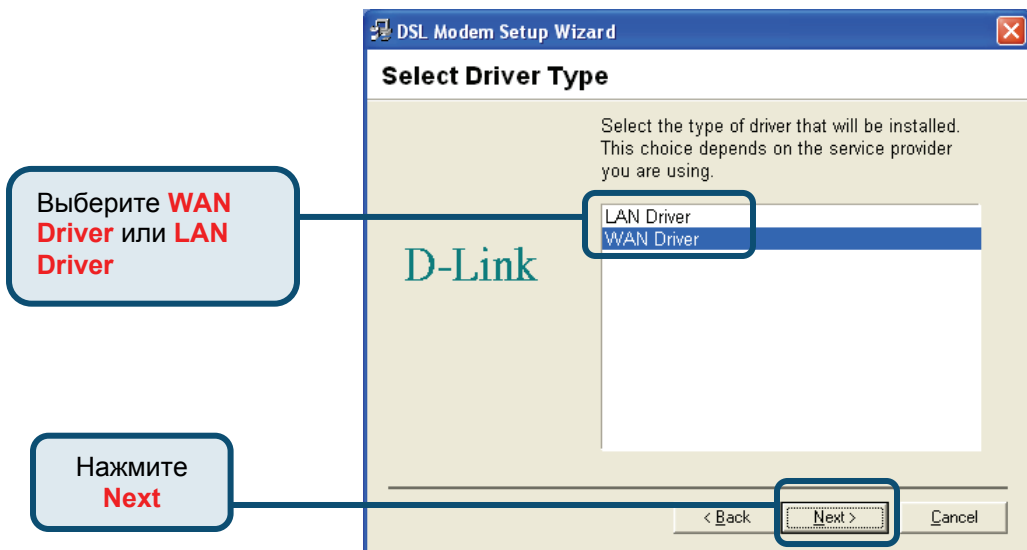 DSL Modem Setup Wizard
Select Driver Type
Select the type of driver that will be installed.
This choice depends on the service provider
you are using.
Выберите WAN
Driver или LAN
Driver
LAN Driver
WAN Driver
D-Link
Нажмите
Next
< Back
Next >
Cancel